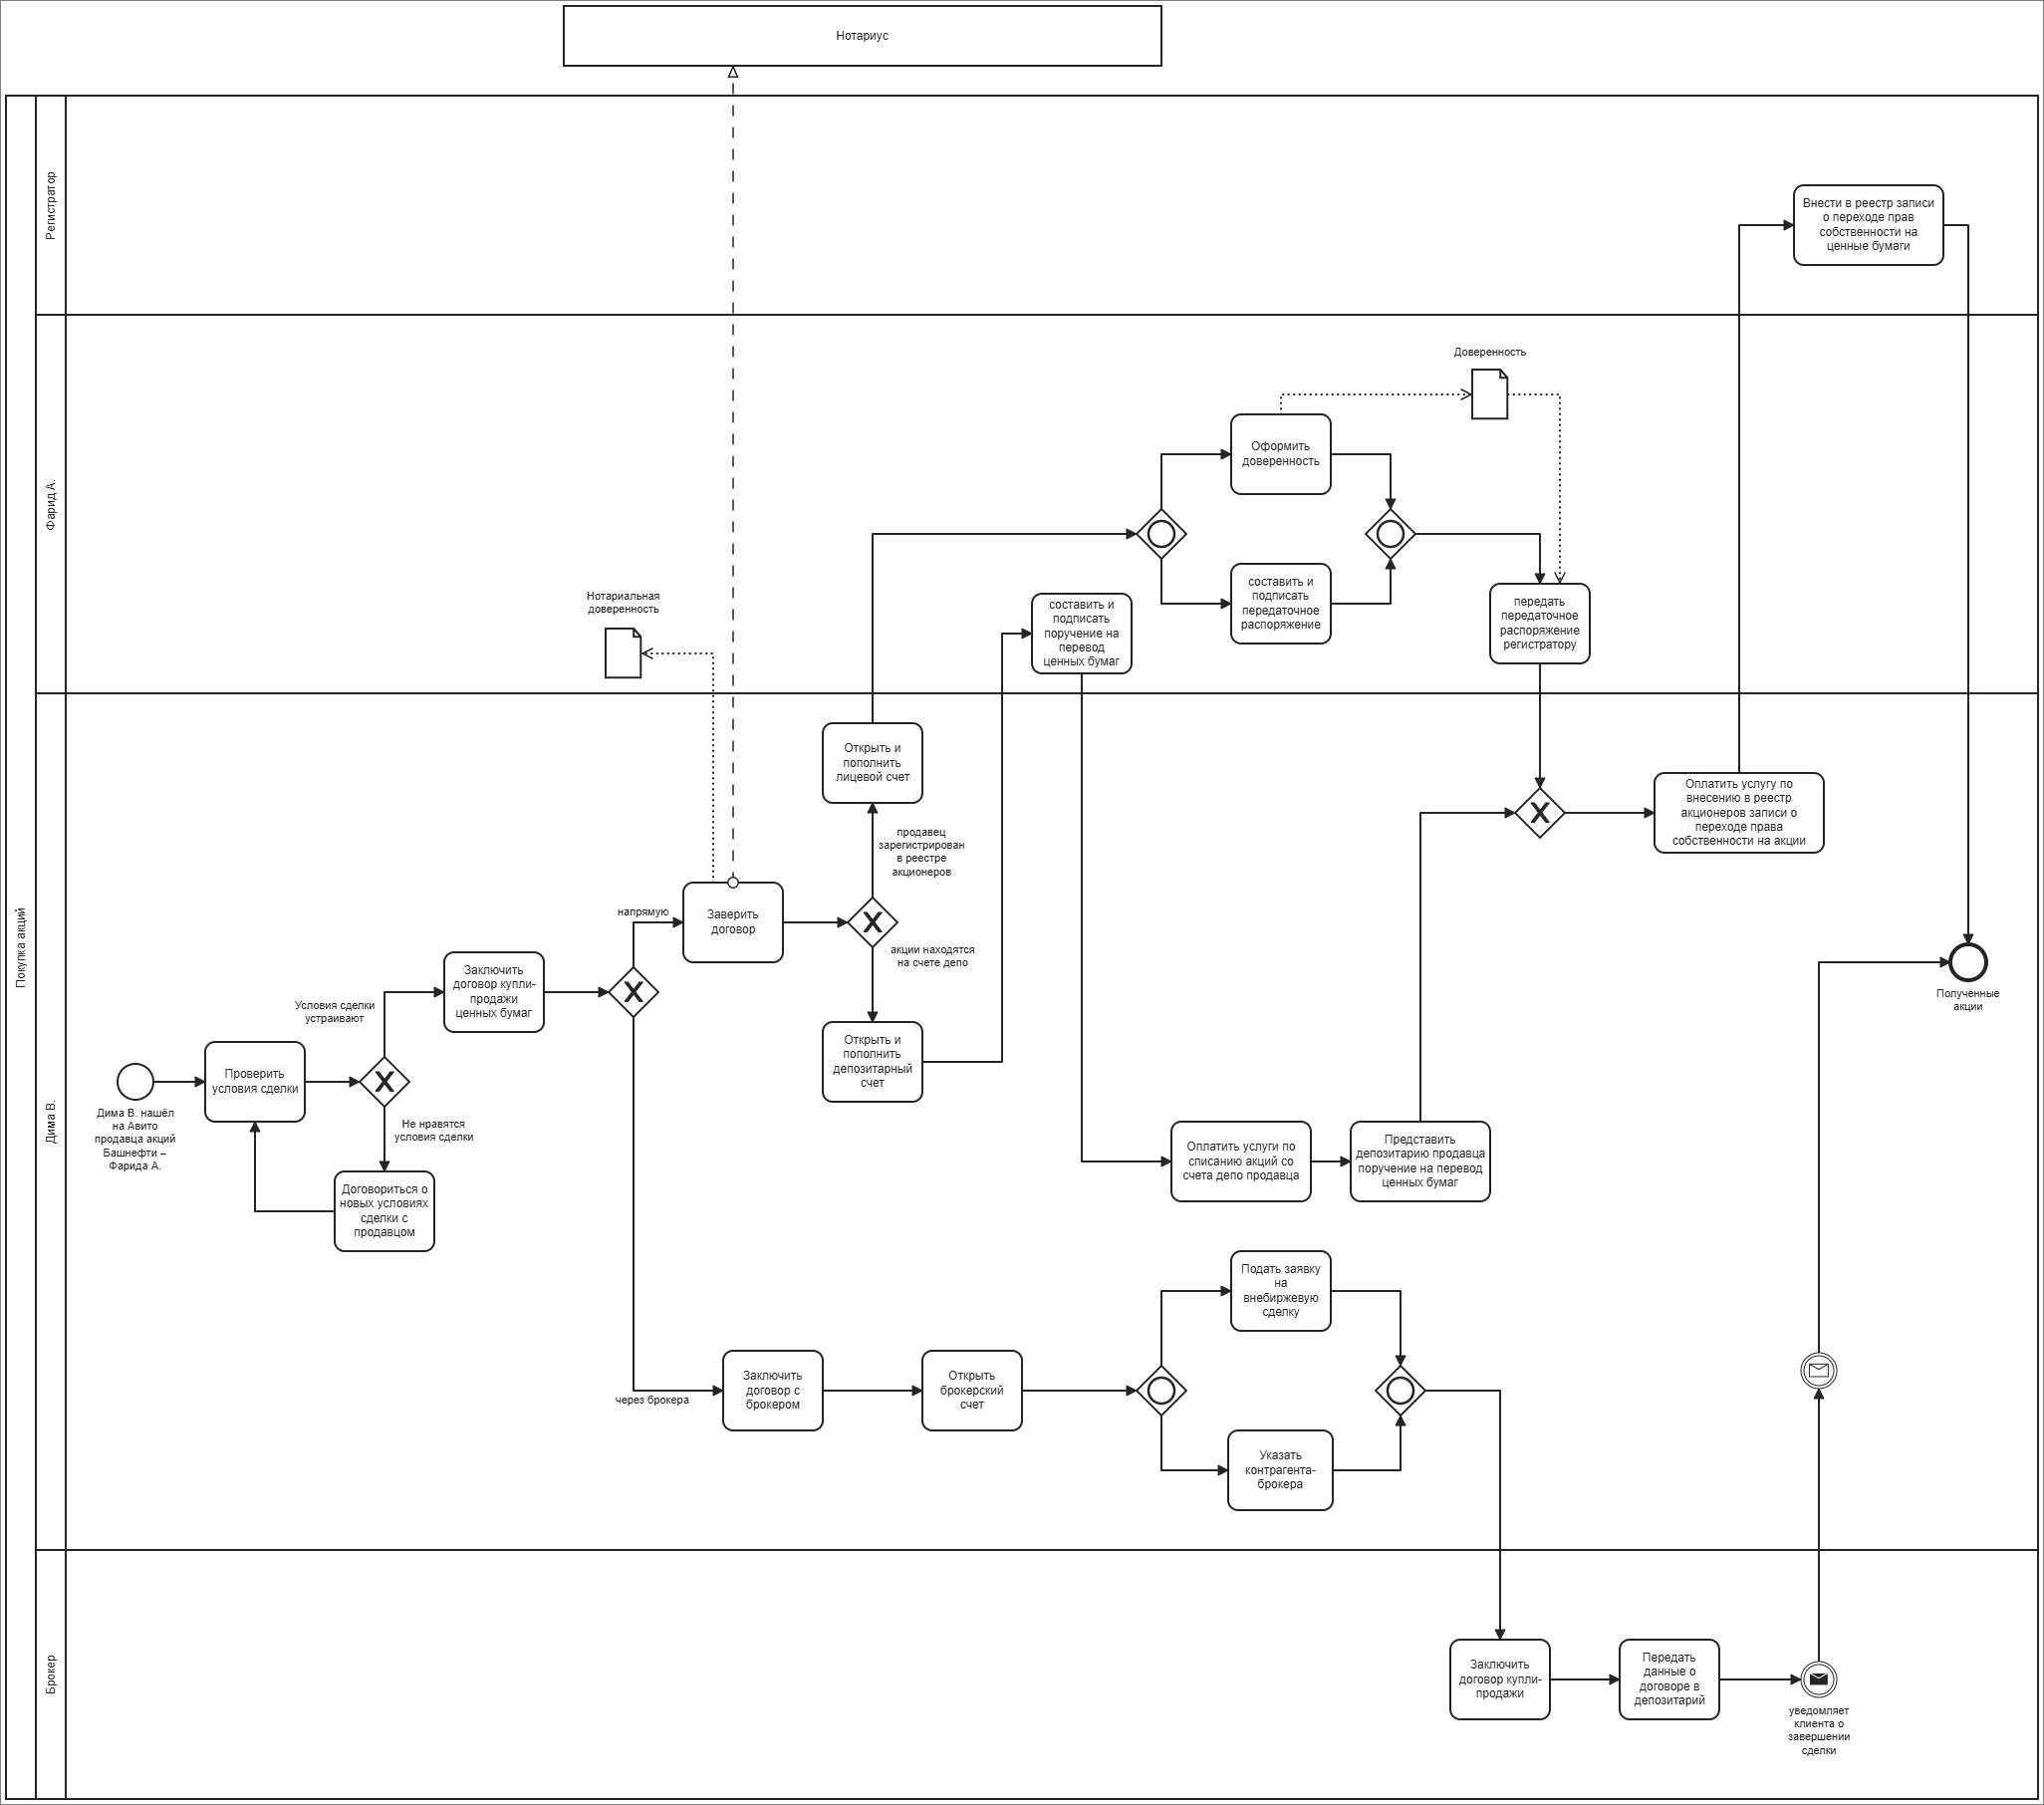 Нотариус
Покупка акций
Регистратор
Внести в реестр записи
о переходе прав
собственности на
ценные бумаги
Фарид А.
Доверенность
Оформить
доверенность
составить и
подписать
передаточное
распоряжение
передать
передаточное
распоряжение
регистратору
Нотариальная
доверенность
составить и
подписать
поручение на
перевод
ценных бумаг
Дима В.
Открыть и
пополнить
лицевой счет
продавец
зарегистрирован
в реестре
акционеров
Оплатить услугу по
внесению в реестр
акционеров записи о
переходе права
собственности на акции
напрямую
Заверить
договор
акции находятся
на счете депо
Заключить
договор купли-
продажи
ценных бумаг
Условия сделки
устраивают
Полученные
акции
Проверить
условия сделки
Открыть и
пополнить
депозитарный
счет
Дима В. нашёл
на Авито
продавца акций
Башнефти –
Фарида А.
Не нравятся
условия сделки
Договориться о
новых условиях
сделки с
продавцом
Оплатить услуги по
списанию акций со
счета депо продавца
Представить
депозитарию продавца
поручение на перевод
ценных бумаг
Подать заявку
на
внебиржевую
сделку
через брокера
Заключить
договор с
брокером
Открыть
брокерский
счет
Указать
контрагента-
брокера
Брокер
Заключить
договор купли-
продажи
Передать
данные о
договоре в
депозитарий
уведомляет
клиента о
завершении
сделки